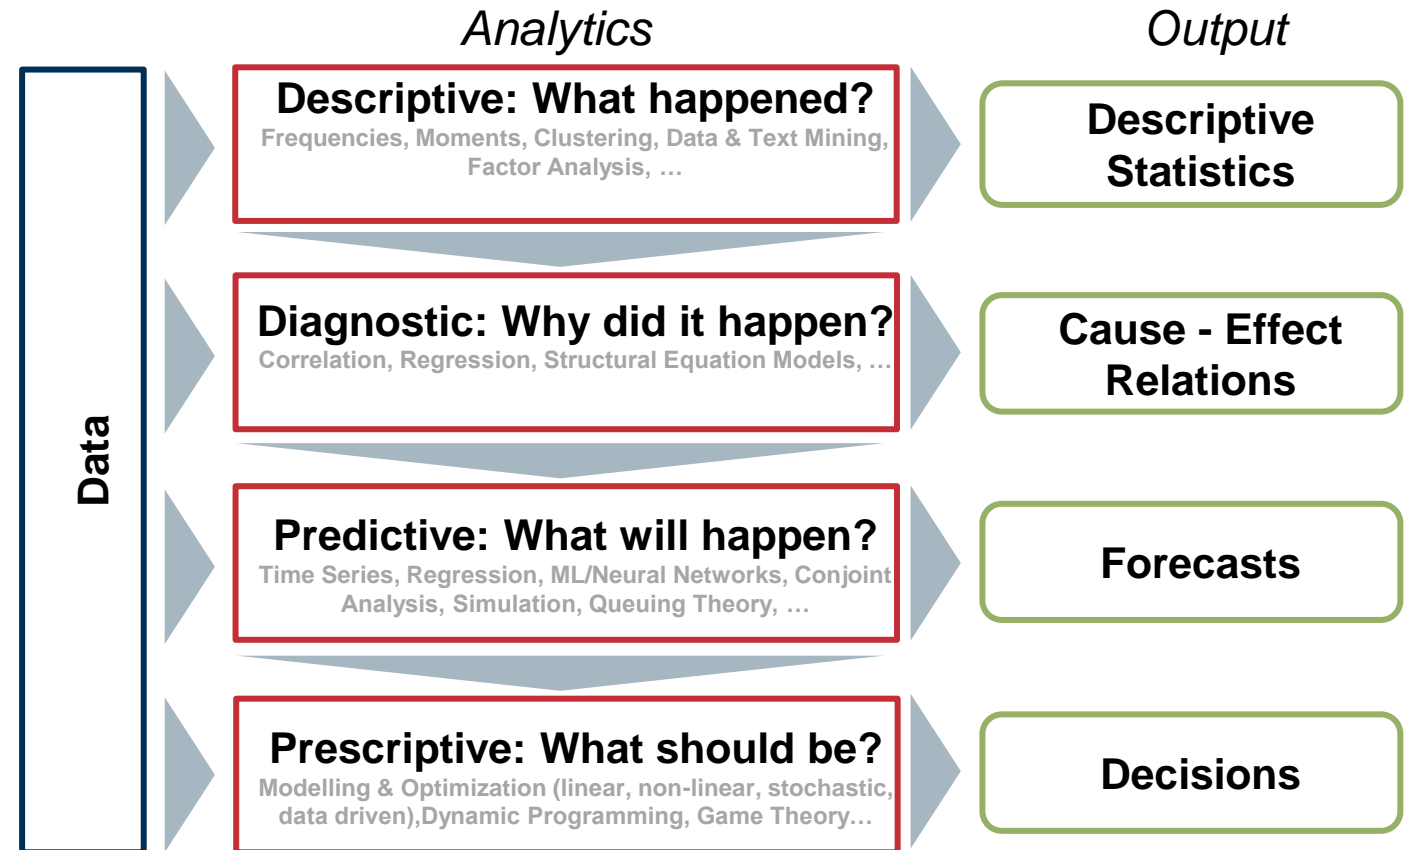 Analytics
Output
Data
Descriptive: What happened?
Frequencies, Moments, Clustering, Data & Text Mining,
Factor Analysis, …
Descriptive
Statistics
Diagnostic: Why did it happen?
Correlation, Regression, Structural Equation Models, …
Cause - Effect
Relations
Predictive: What will happen?
Time Series, Regression, ML/Neural Networks, Conjoint
Analysis, Simulation, Queuing Theory, …
Forecasts
Prescriptive: What should be?
Modelling & Optimization (linear, non-linear, stochastic,
data driven),Dynamic Programming, Game Theory…
Decisions